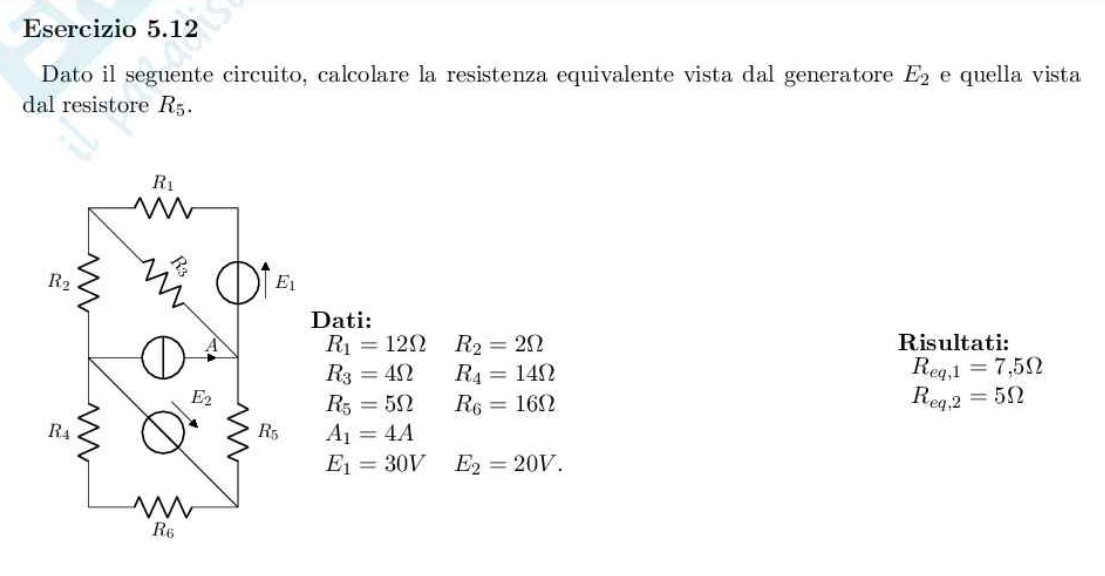 Esercizio 5.12
Dato il seguente circuito, calcolare la resistenza equivalente vista dal generatore E₂ e quella vista
dal resistore R₅.
R₁
R₃
R₂
E₁
A
E₂
R₄
R₅
R₆
Dati:
R₁ = 12Ω R₂ = 2Ω
R₃ = 4Ω R₄ = 14Ω
R₅ = 5Ω R₆ = 16Ω
A₁ = 4A
E₁ = 30V E₂ = 20V.
Risultati:
Req,1 = 7,5Ω
Req,2 = 5Ω